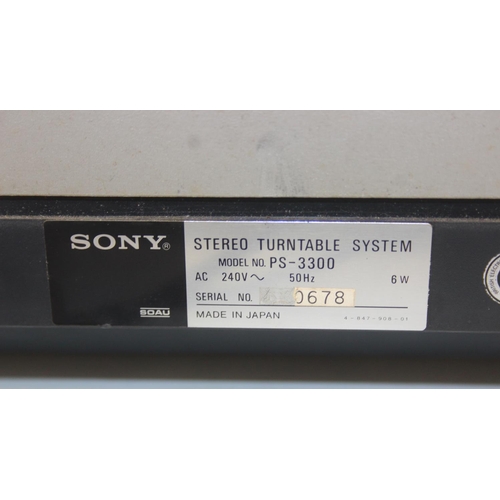 SONY®
SOAU
STEREO TURNTABLE SYSTEM
MODEL NO. PS-3300
AC 240V~ 50Hz 6W
SERIAL NO. 0678
MADE IN JAPAN